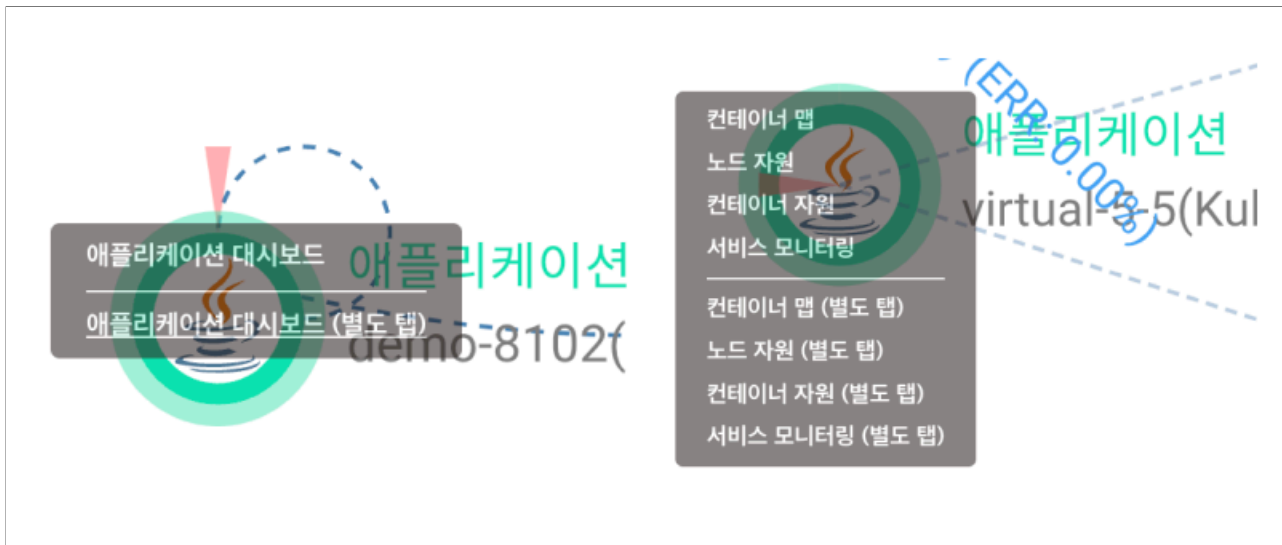 애플리케이션 대시보드
애플리케이션 대시보드 (별도 탭)
애플리케이션
demo-8102(
컨테이너 맵
노드 자원
컨테이너 자원
서비스 모니터링
컨테이너 맵 (별도 탭)
노드 자원 (별도 탭)
컨테이너 자원 (별도 탭)
서비스 모니터링 (별도 탭)
(ERR: 0.00%)
애플리케이션
virtual-5-5(Kul